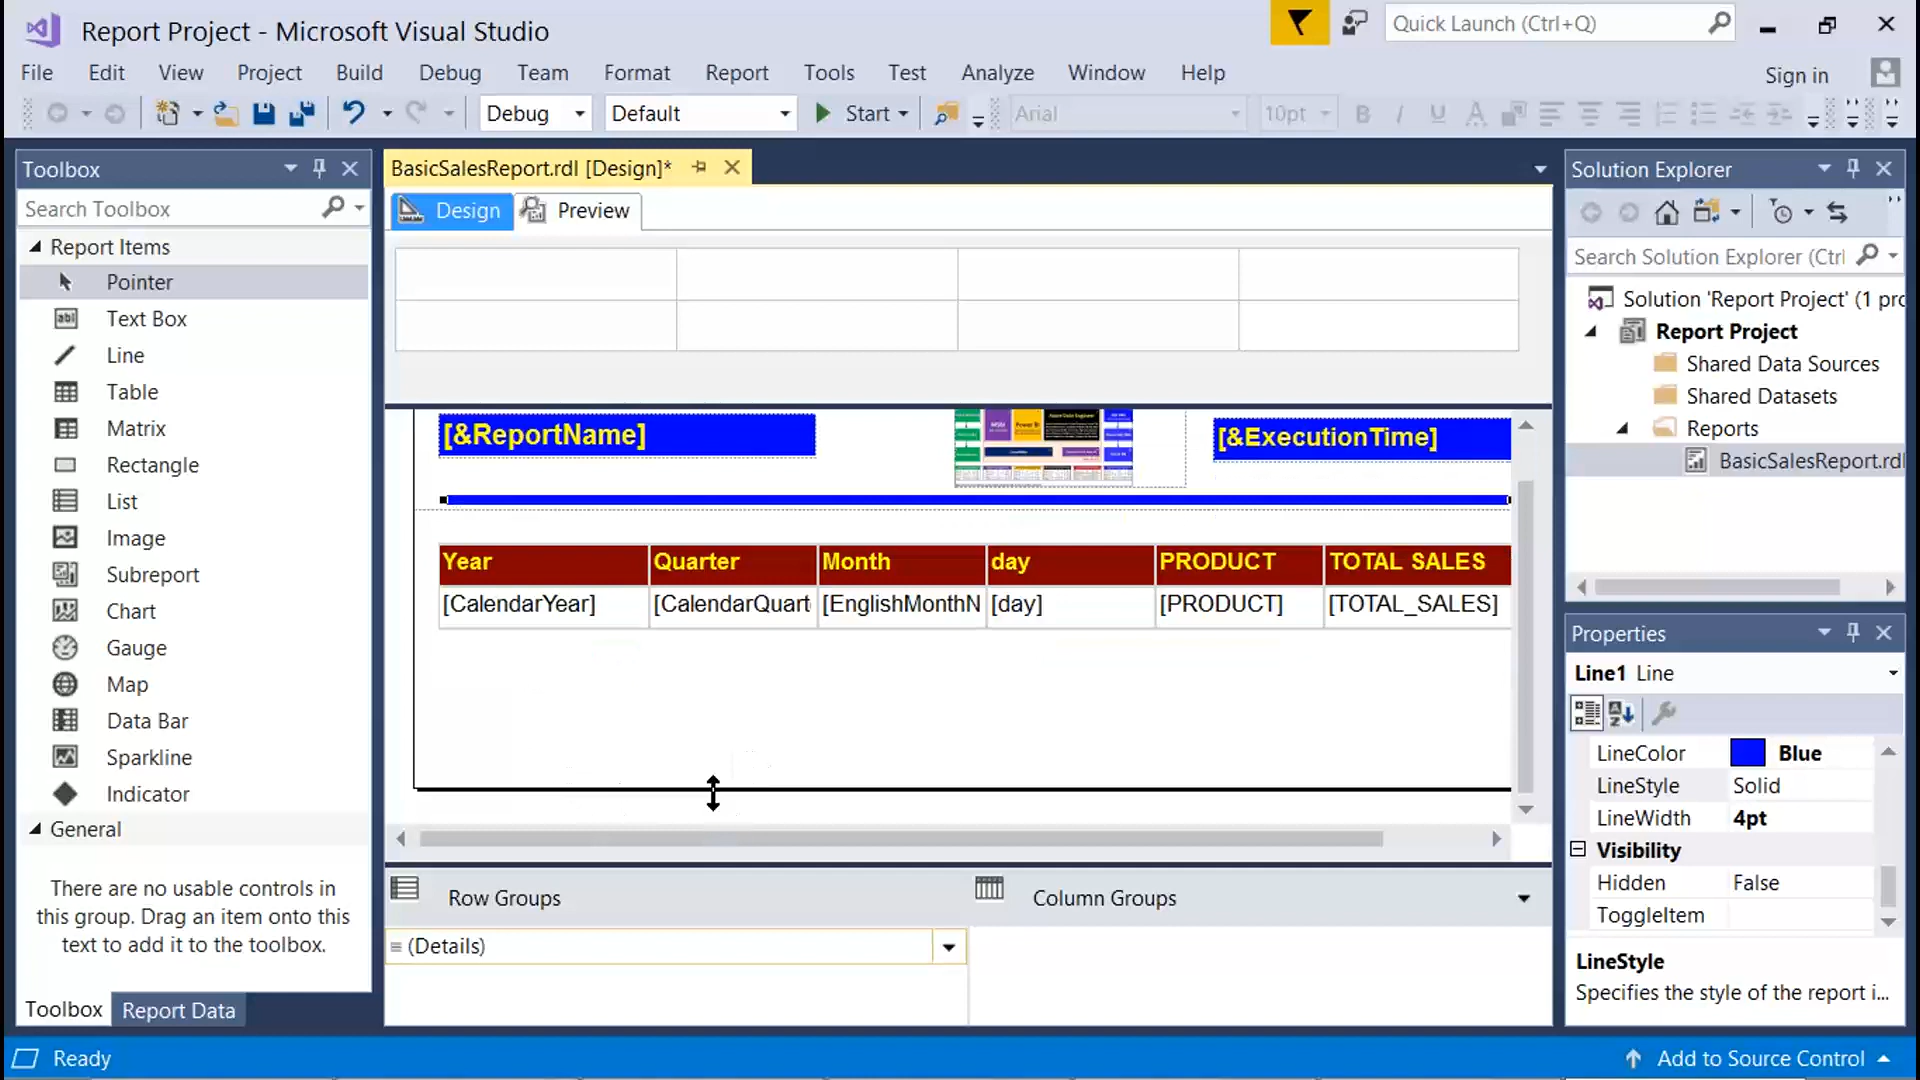 Report Project - Microsoft Visual Studio
Quick Launch (Ctrl+Q)
File Edit View Project Build Debug Team Format Report Tools Test Analyze Window Help
Sign in
Debug Default Start Arial 10pt B I U A
Toolbox
Search Toolbox
Report Items
Pointer
Text Box
Line
Table
Matrix
Rectangle
List
Image
Subreport
Chart
Gauge
Map
Data Bar
Sparkline
Indicator
General
There are no usable controls in
this group. Drag an item onto this
text to add it to the toolbox.
Toolbox Report Data
BasicSalesReport.rdl [Design]*
Design Preview
[&ReportName]
[&ExecutionTime]
Year Quarter Month day PRODUCT TOTAL SALES
[CalendarYear] [CalendarQuart [EnglishMonthN [day] [PRODUCT] [TOTAL_SALES]
Row Groups Column Groups
(Details)
Solution Explorer
Search Solution Explorer (Ctrl
Solution 'Report Project' (1 pro
Report Project
Shared Data Sources
Shared Datasets
Reports
BasicSalesReport.rdl
Properties
Line1 Line
LineColor Blue
LineStyle Solid
LineWidth 4pt
Visibility
Hidden False
ToggleItem
LineStyle
Specifies the style of the report i...
Ready
Add to Source Control